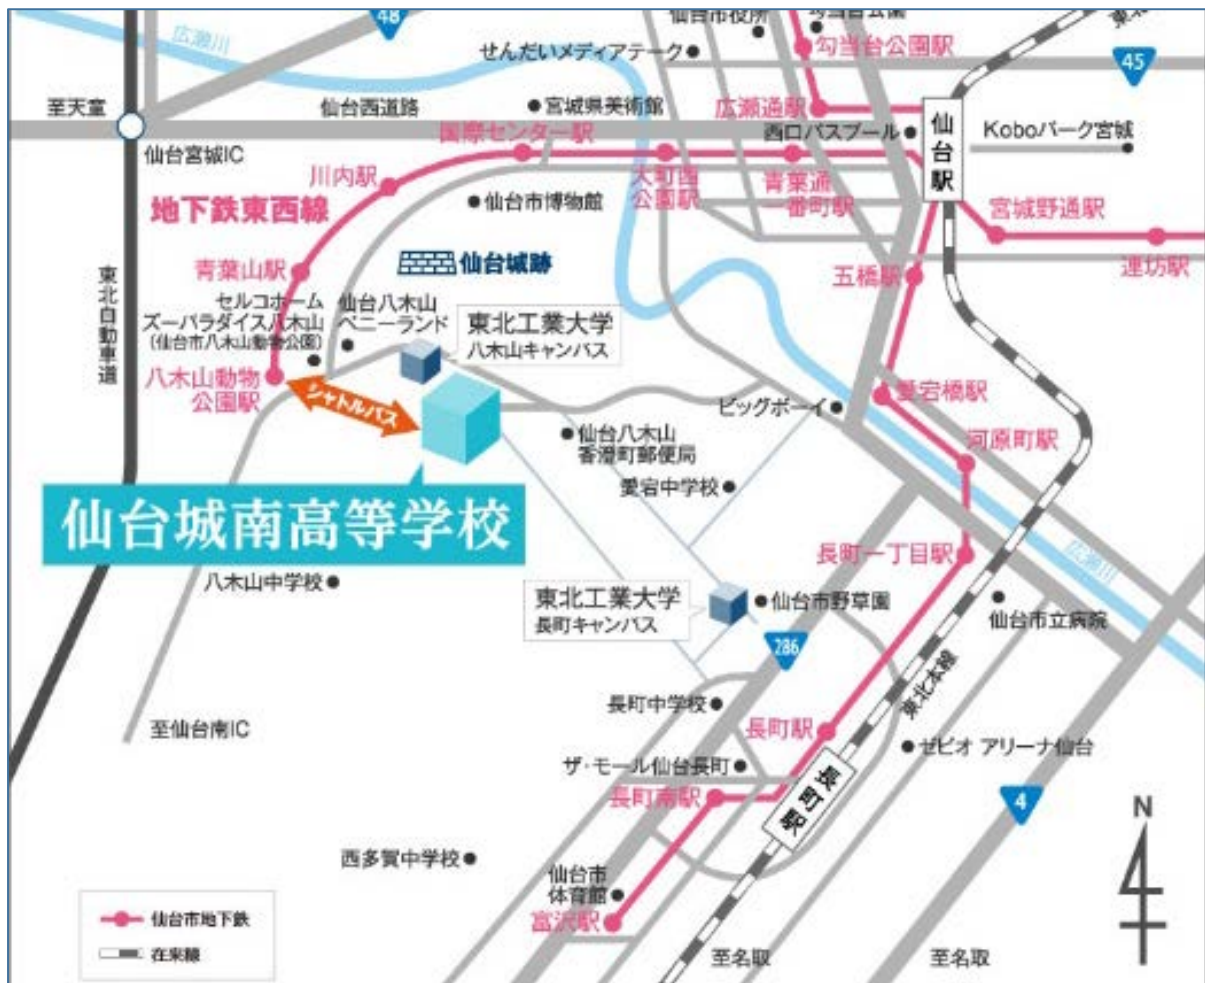 48
広瀬川
せんだいメディアテーク
勾当台公園駅
45
至天童
仙台西道路
宮城県美術館
広瀬通駅
仙台宮城IC
国際センター駅
西口バスプール
仙台駅
Koboパーク宮城
川内駅
地下鉄東西線
仙台市博物館
大町西
公園駅
青葉通
一番町駅
宮城野通駅
連坊駅
仙台城跡
青葉山駅
五橋駅
東北自動車道
セルコホーム
ズーパラダイス八木山
(仙台市八木山動物公園)
仙台八木山
ベニーランド
東北工業大学
八木山キャンパス
八木山動物
公園駅
シャトルバス
ビッグボーイ
愛宕橋駅
仙台八木山
香澄町郵便局
河原町駅
愛宕中学校
仙台城南高等学校
長町一丁目駅
広瀬川
八木山中学校
東北工業大学
長町キャンパス
仙台市野草園
仙台市立病院
286
東北本線
長町中学校
至仙台南IC
長町駅
ゼビオ アリーナ仙台
ザ・モール仙台長町
長町南駅
長町駅
4
N
西多賀中学校
仙台市
体育館
富沢駅
仙台市地下鉄
在来線
至名取
至名取